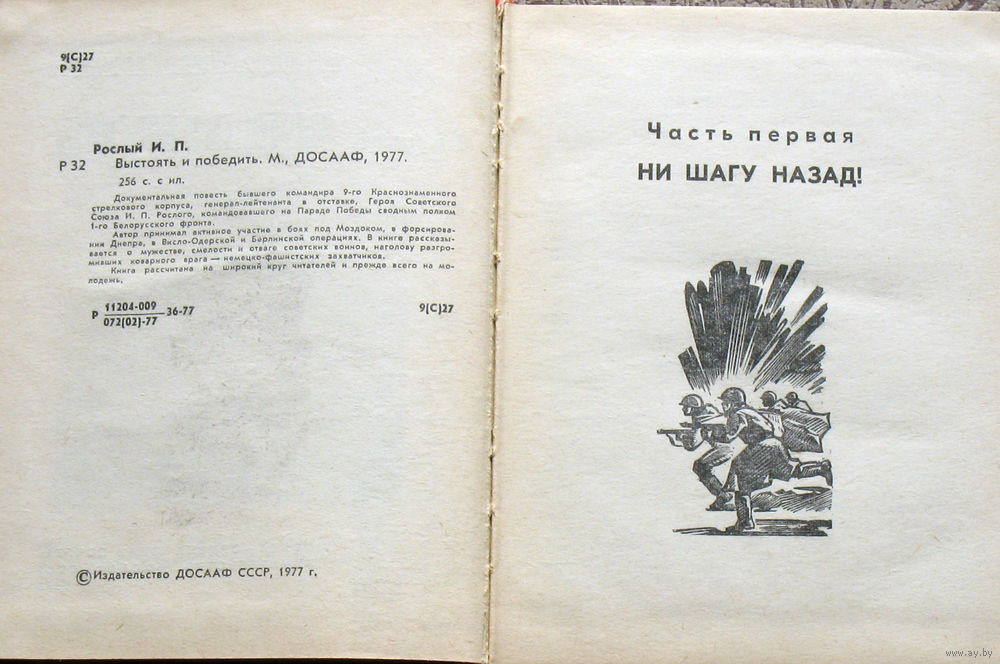 9(С)27
Р 32
Рослый И. П.
Р 32 Выстоять и победить. М., ДОСААФ, 1977.
256 с. с ил.
Документальная повесть бывшего командира 9-го Краснознаменного
стрелкового корпуса, генерал-лейтенанта в отставке, Героя Советского
Союза И. П. Рослого, командовавшего на Параде Победы сводным полком
1-го Белорусского фронта.
Автор принимал активное участие в боях под Моздоком, в форсирова-
нии Днепра, в Висло-Одерской и Берлинской операциях. В книге рассказы-
вается о мужестве, смелости и отваге советских воинов, наголову разгро-
мивших коварного врага — немецко-фашистских захватчиков.
Книга рассчитана на широкий круг читателей и прежде всего на мо-
лодежь.
Р 11204-009 36-77 9(С)27
072(02)-77
© Издательство ДОСААФ СССР, 1977 г.
Часть первая
НИ ШАГУ НАЗАД!
www.ay.by